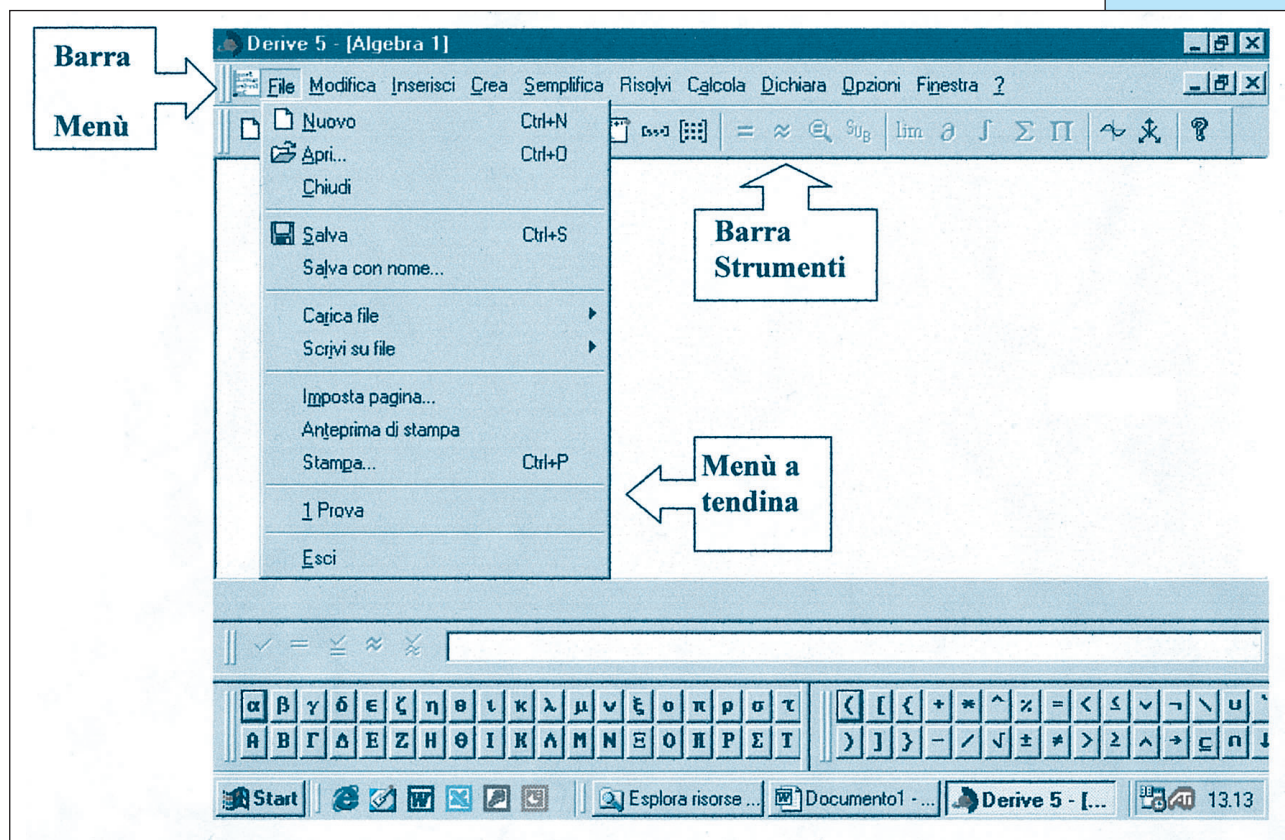 Barra
Menù
Derive 5 - [Algebra 1]
File Modifica Inserisci Crea Semplifica Risolvi Calcola Dichiara Opzioni Finestra ?
= ≈ SUB lim ∂ ∫ Σ Π
Nuovo Ctrl+N
Apri... Ctrl+O
Chiudi
Salva Ctrl+S
Salva con nome...
Carica file
Scrivi su file
Imposta pagina...
Anteprima di stampa
Stampa... Ctrl+P
1 Prova
Esci
Barra
Strumenti
Menù a
tendina
α β γ δ ε ζ η θ ι κ λ μ ν ξ ο π ρ σ τ ( [ { + * ^ % = < ≤ ∨ ¬ \ ∪
Α Β Γ Δ Ε Ζ Η Θ Ι Κ Λ Μ Ν Ξ Ο Π Ρ Σ Τ ) ] } - / √ ± ≠ > ≥ ∧ → ⊆ ∩
Start Esplora risorse ... Documento1 - ... Derive 5 - [... 13.13